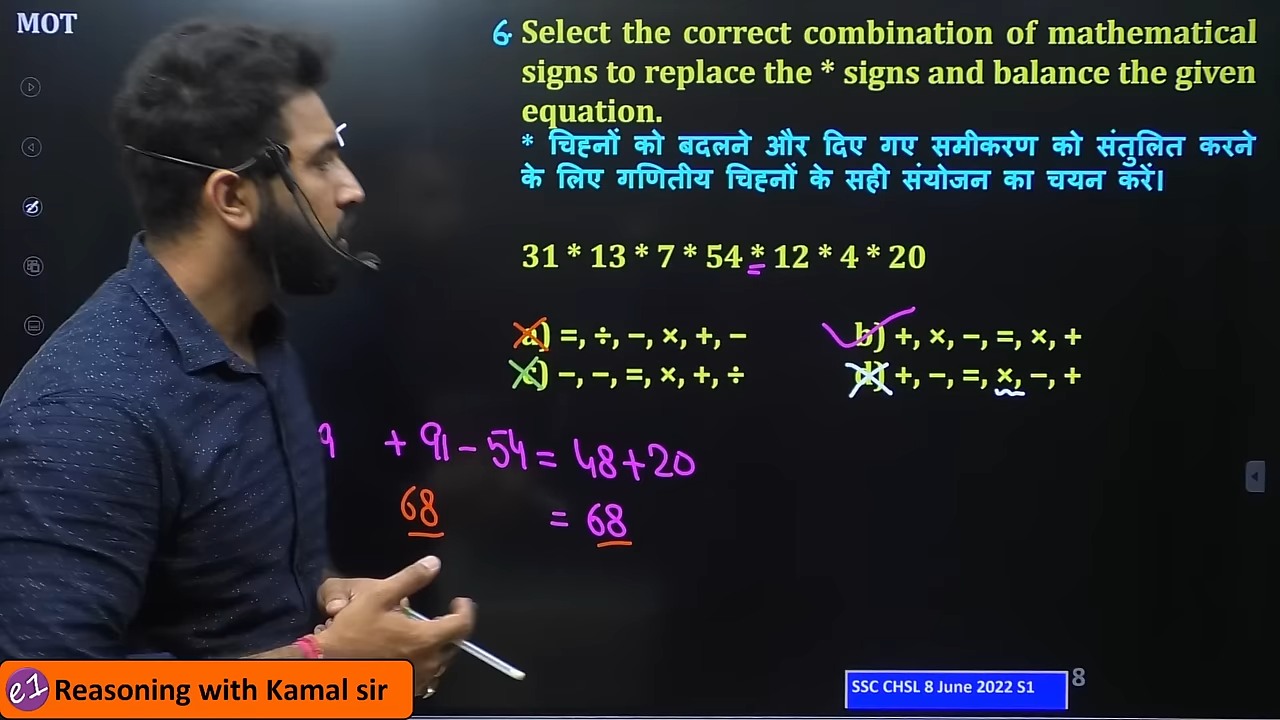 MOT
6. Select the correct combination of mathematical
signs to replace the * signs and balance the given
equation.
* चिह्नों को बदलने और दिए गए समीकरण को संतुलित करने
के लिए गणितीय चिह्नों के सही संयोजन का चयन करें।
31 * 13 * 7 * 54 * 12 * 4 * 20
a) =, ÷, −, ×, +, − b) +, ×, −, =, ×, +
c) −, −, =, ×, +, ÷ d) +, −, =, ×, −, +
+ 91 − 54 = 48 + 20
68 = 68
e1 Reasoning with Kamal sir
SSC CHSL 8 June 2022 S1 8